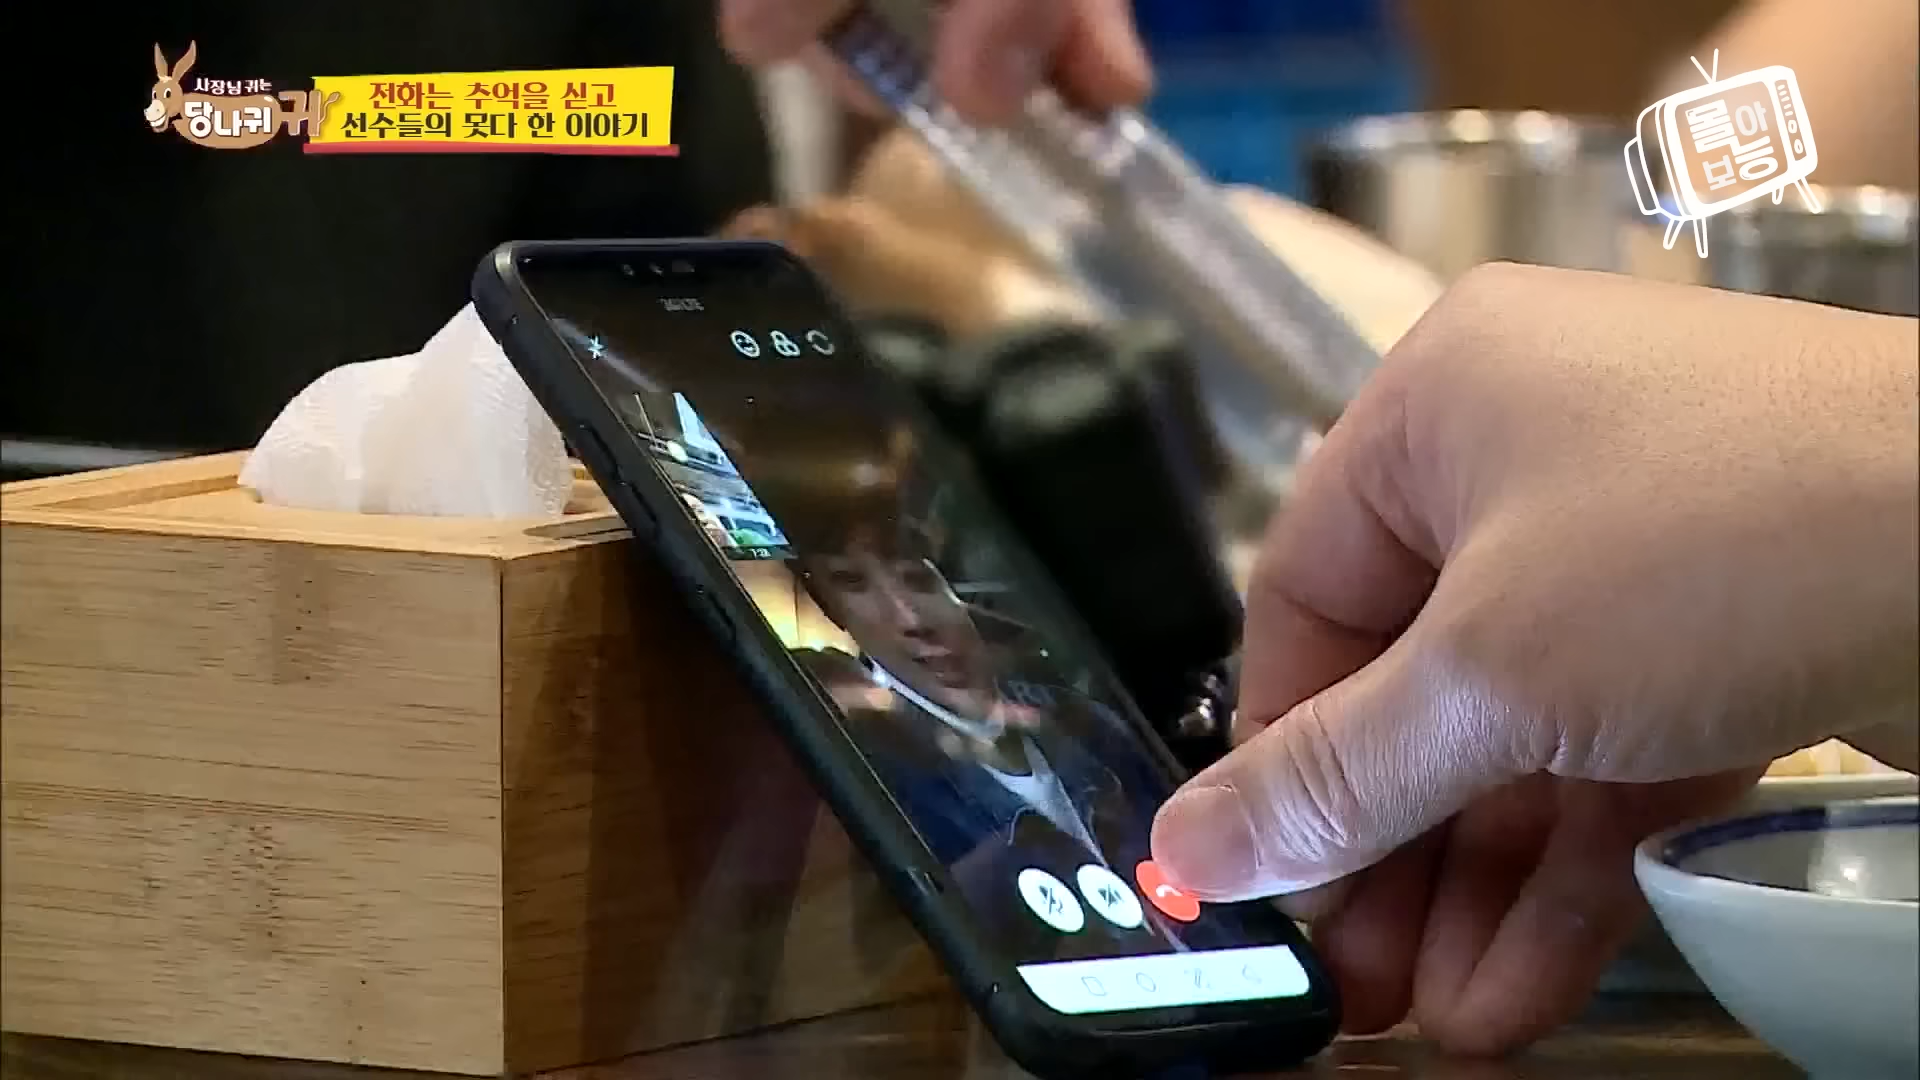 사장님 귀는
당나귀 귀
전화는 추억을 싣고
선수들의 못다 한 이야기
몰아
보능